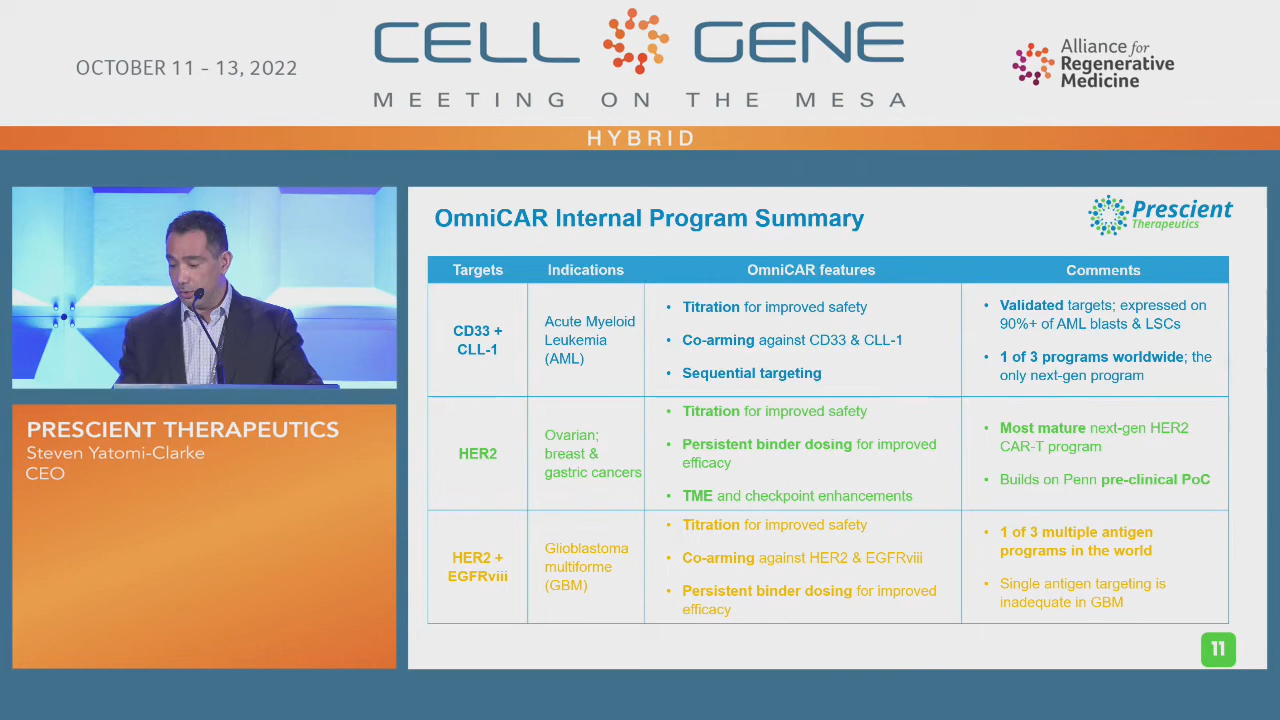 OCTOBER 11 - 13, 2022
CELL GENE
MEETING ON THE MESA
Alliance for
Regenerative
Medicine
HYBRID
PRESCIENT THERAPEUTICS
Steven Yatomi-Clarke
CEO
OmniCAR Internal Program Summary
Prescient
Therapeutics
Targets
Indications
OmniCAR features
Comments
CD33 +
CLL-1
Acute Myeloid
Leukemia
(AML)
• Titration for improved safety
• Co-arming against CD33 & CLL-1
• Sequential targeting
• Validated targets; expressed on
90%+ of AML blasts & LSCs
• 1 of 3 programs worldwide; the
only next-gen program
HER2
Ovarian;
breast &
gastric cancers
• Titration for improved safety
• Persistent binder dosing for improved
efficacy
• TME and checkpoint enhancements
• Most mature next-gen HER2
CAR-T program
• Builds on Penn pre-clinical PoC
HER2 +
EGFRviii
Glioblastoma
multiforme
(GBM)
• Titration for improved safety
• Co-arming against HER2 & EGFRviii
• Persistent binder dosing for improved
efficacy
• 1 of 3 multiple antigen
programs in the world
• Single antigen targeting is
inadequate in GBM
11